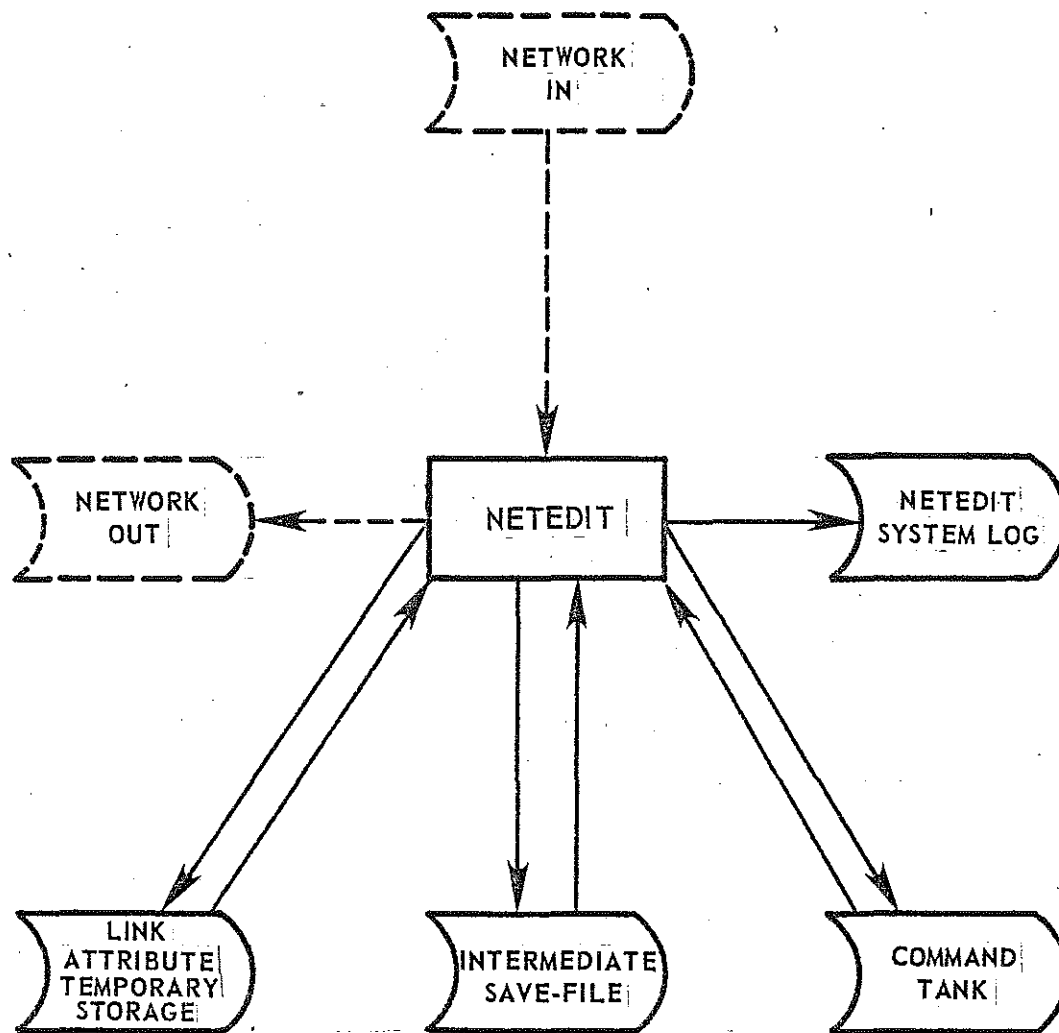 NETWORK
IN
NETWORK
OUT
NETEDIT
NETEDIT
SYSTEM LOG
LINK
ATTRIBUTE
TEMPORARY
STORAGE
INTERMEDIATE
SAVE-FILE
COMMAND
TANK